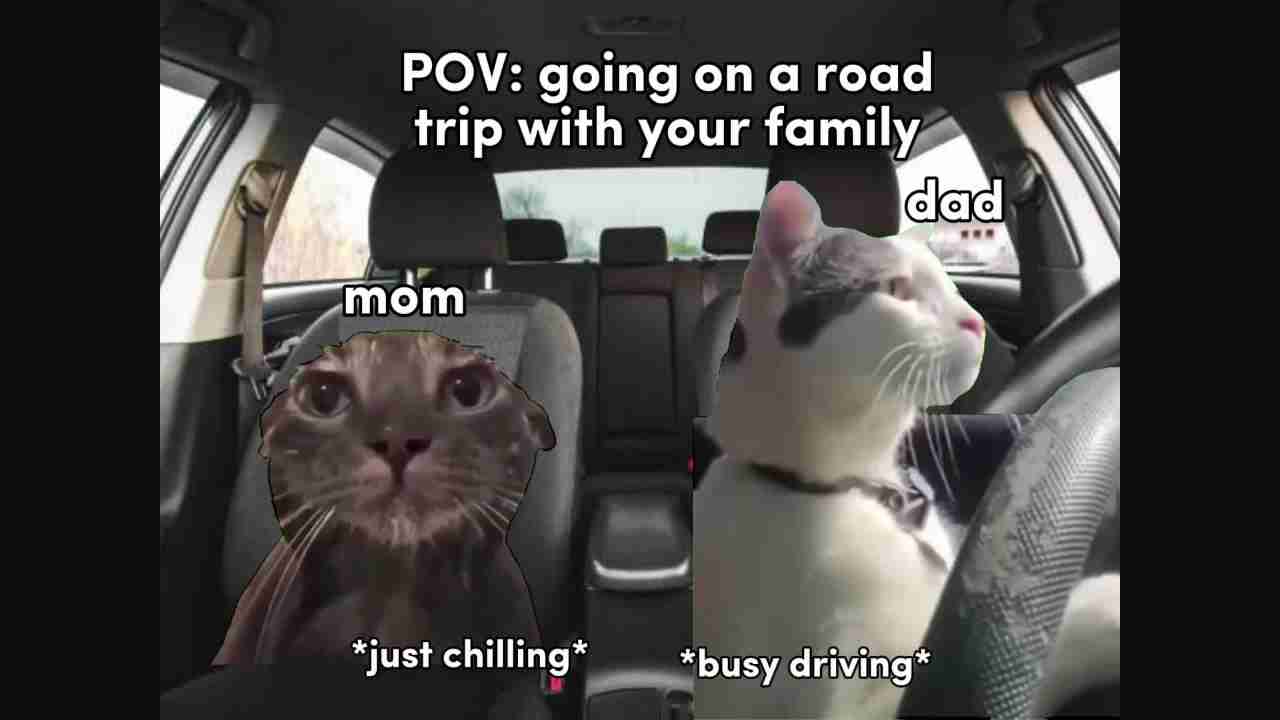 POV: going on a road
trip with your family
dad
mom
*just chilling*
*busy driving*